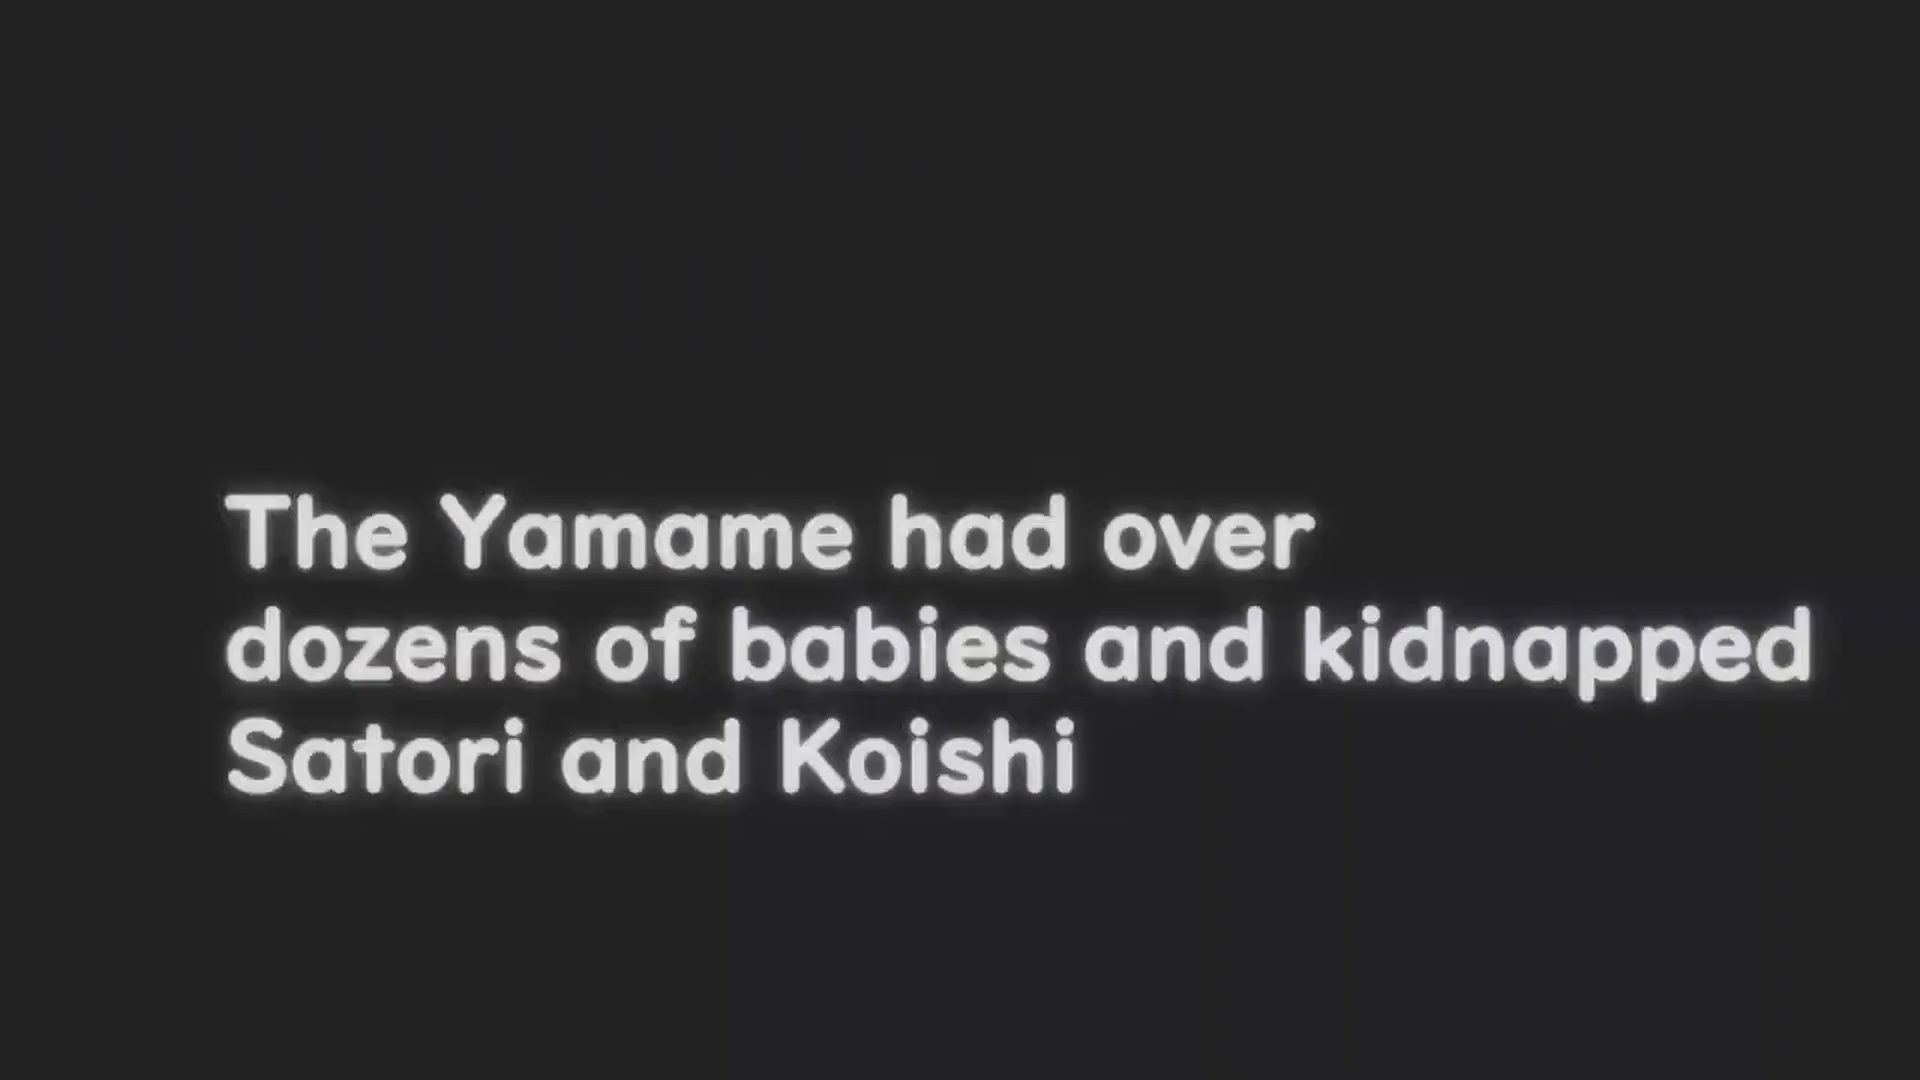 The Yamame had over
dozens of babies and kidnapped
Satori and Koishi